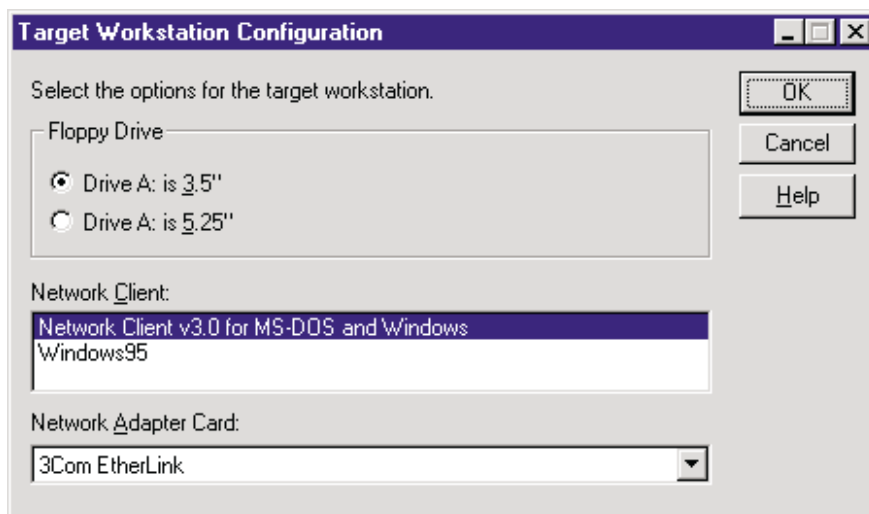 Target Workstation Configuration
Select the options for the target workstation.
OK
Floppy Drive
Cancel
Drive A: is 3.5"
Help
Drive A: is 5.25"
Network Client:
Network Client v3.0 for MS-DOS and Windows
Windows95
Network Adapter Card:
3Com EtherLink